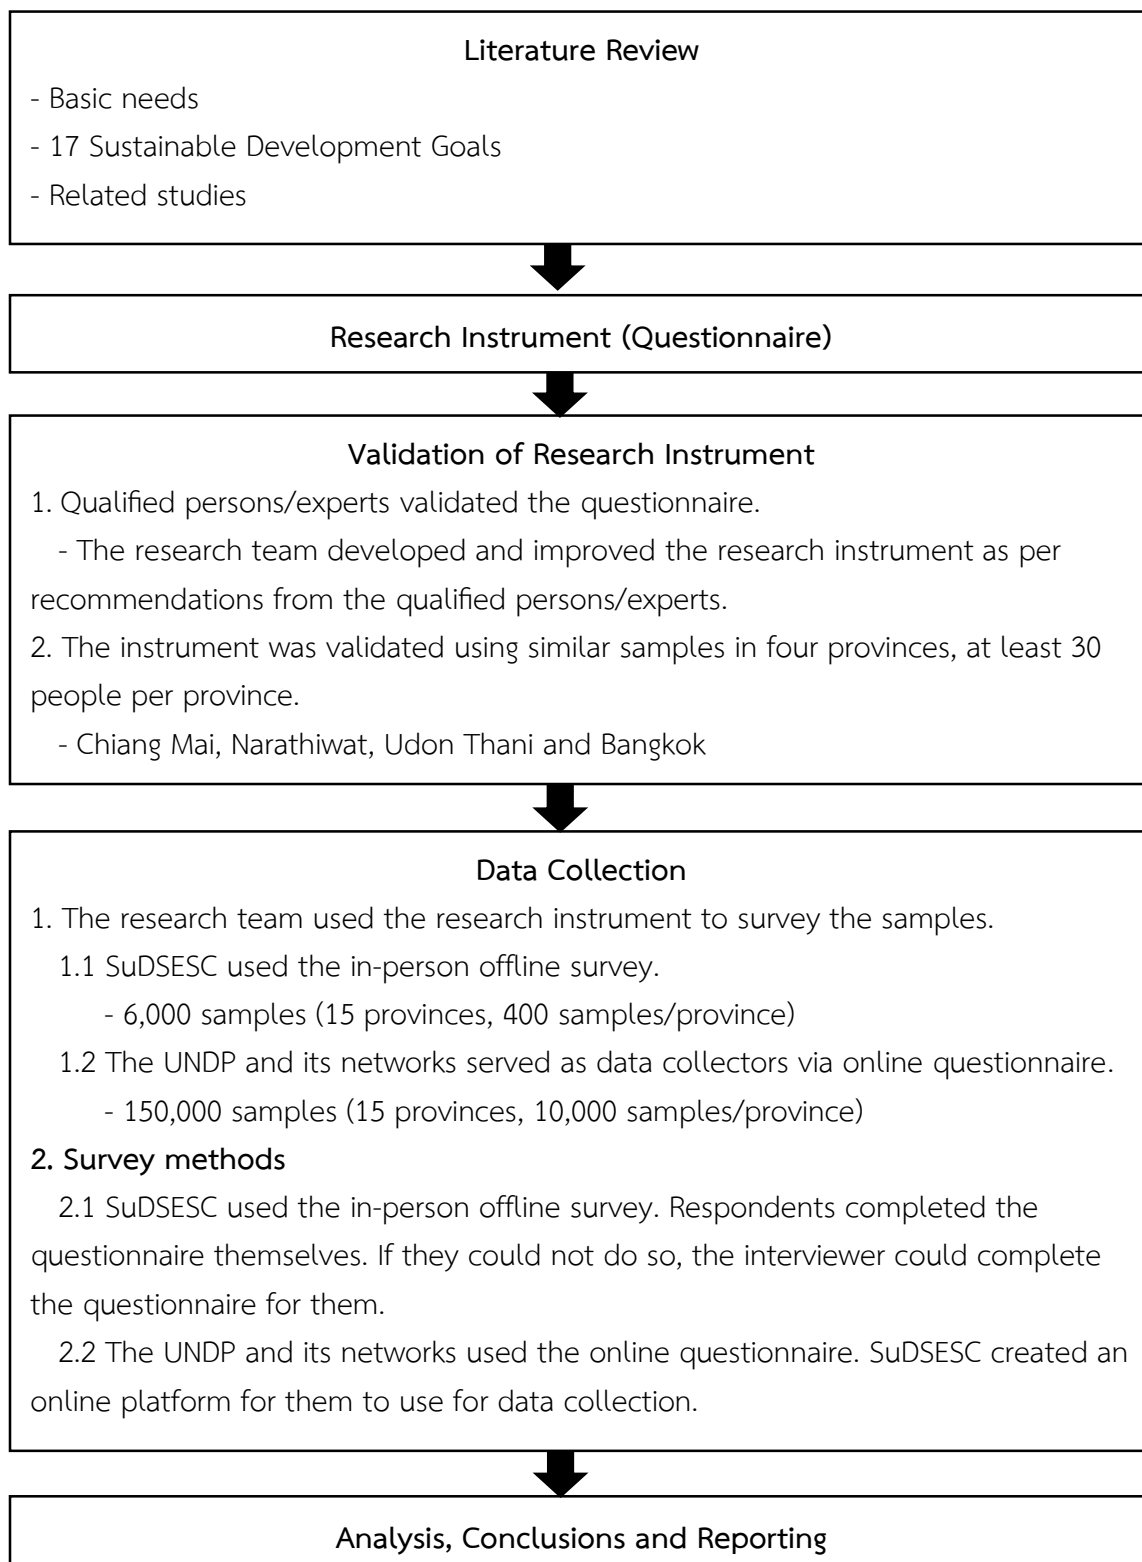 Literature Review
- Basic needs
- 17 Sustainable Development Goals
- Related studies
Research Instrument (Questionnaire)
Validation of Research Instrument
1. Qualified persons/experts validated the questionnaire.
- The research team developed and improved the research instrument as per
recommendations from the qualified persons/experts.
2. The instrument was validated using similar samples in four provinces, at least 30
people per province.
- Chiang Mai, Narathiwat, Udon Thani and Bangkok
Data Collection
1. The research team used the research instrument to survey the samples.
1.1 SuDSESC used the in-person offline survey.
- 6,000 samples (15 provinces, 400 samples/province)
1.2 The UNDP and its networks served as data collectors via online questionnaire.
- 150,000 samples (15 provinces, 10,000 samples/province)
2. Survey methods
2.1 SuDSESC used the in-person offline survey. Respondents completed the
questionnaire themselves. If they could not do so, the interviewer could complete
the questionnaire for them.
2.2 The UNDP and its networks used the online questionnaire. SuDSESC created an
online platform for them to use for data collection.
Analysis, Conclusions and Reporting